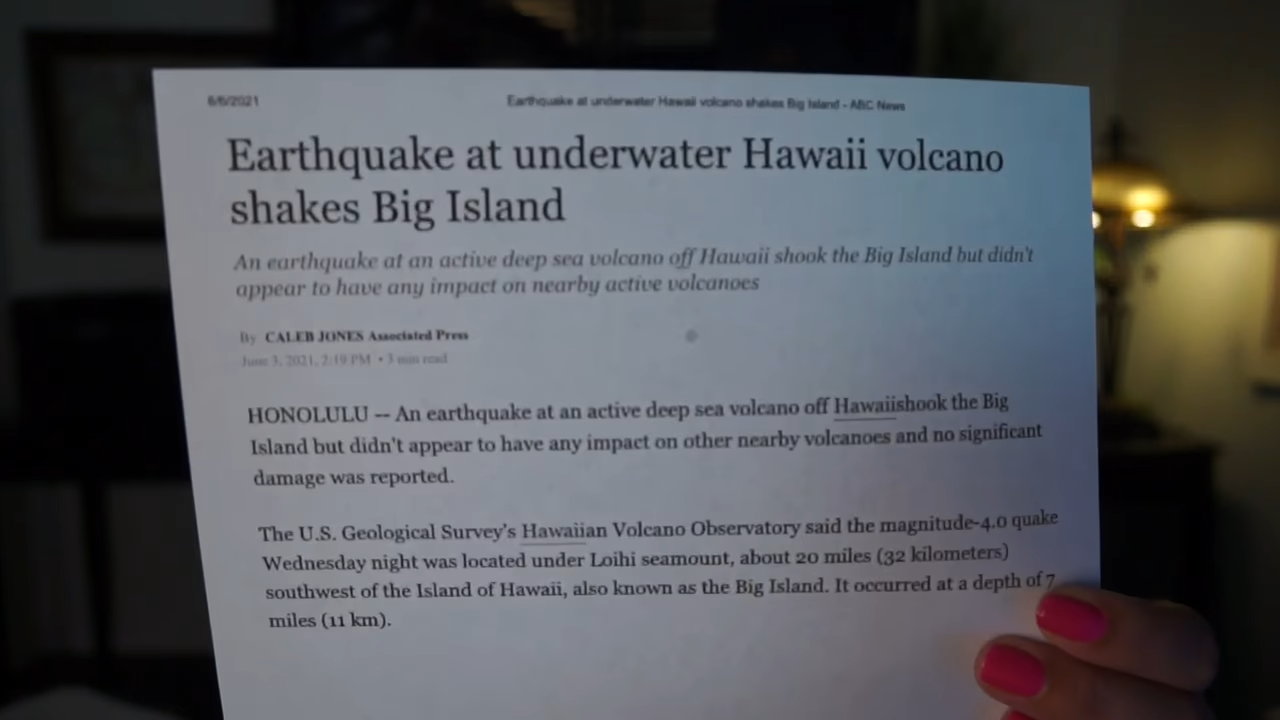 6/6/2021
Earthquake at underwater Hawaii volcano shakes Big Island - ABC News
Earthquake at underwater Hawaii volcano
shakes Big Island
An earthquake at an active deep sea volcano off Hawaii shook the Big Island but didn't
appear to have any impact on nearby active volcanoes
By CALEB JONES Associated Press
June 3, 2021, 2:19 PM • 3 min read
HONOLULU -- An earthquake at an active deep sea volcano off Hawaiishook the Big
Island but didn't appear to have any impact on other nearby volcanoes and no significant
damage was reported.
The U.S. Geological Survey's Hawaiian Volcano Observatory said the magnitude-4.0 quake
Wednesday night was located under Loihi seamount, about 20 miles (32 kilometers)
southwest of the Island of Hawaii, also known as the Big Island. It occurred at a depth of 7
miles (11 km).